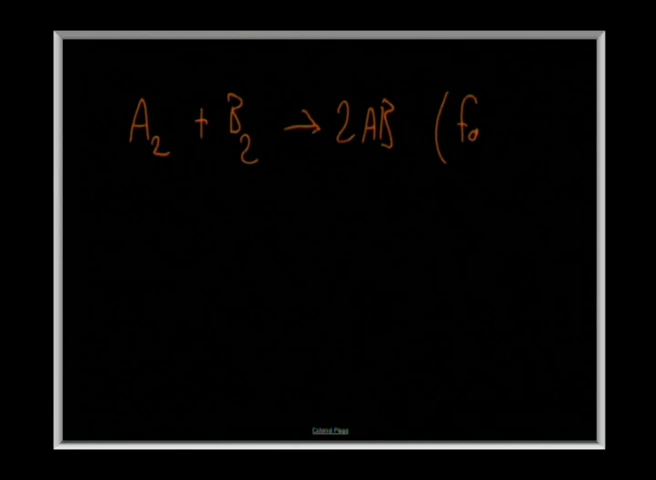 A₂ + B₂ → 2AB (fo